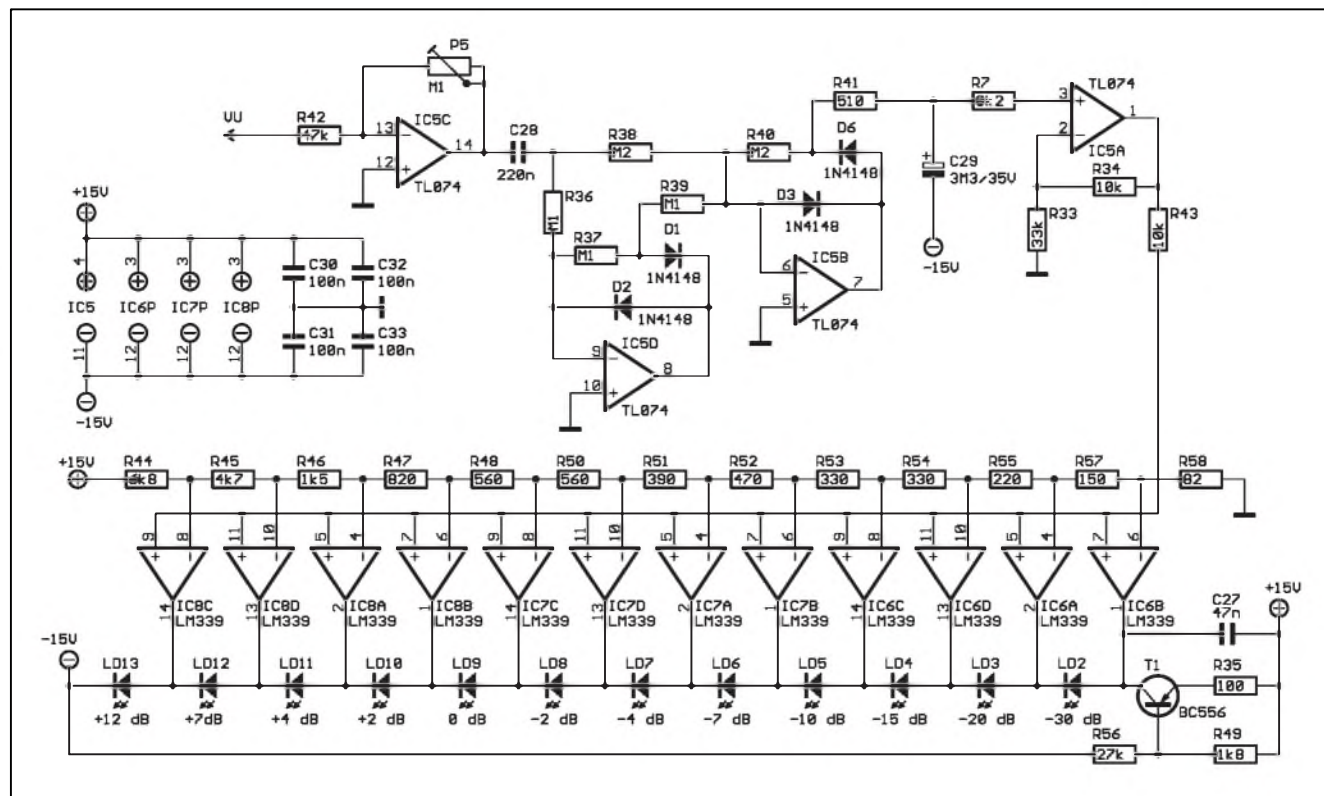 P5
M1
VU
R42
47k
13
12
IC5C
14
TL074
C28
220n
R38
M2
R40
M2
R41
510
D6
1N4148
R7
TL074
3
2
1
IC5A
R34
10k
R33
33k
R43
10k
C29
3M3/35V
-15V
R36
M1
R39
M1
R37
M1
D1
1N4148
D2
1N4148
D3
1N4148
6
5
IC5B
7
TL074
9
10
IC5D
8
TL074
+15V
4 3 3 3
IC5 IC6P IC7P IC8P
11 12 12 12
-15V
C30
100n
C32
100n
C31
100n
C33
100n
+15V
R44 R45 R46 R47 R48 R50 R51 R52 R53 R54 R55 R57 R58
4k7 1k5 820 560 560 390 470 330 330 220 150 82
9 8 11 10 5 4 7 6 9 8 11 10 5 4 7 6 9 8 11 10 5 4 7 6
14 13 2 1 14 13 2 1 14 13 2 1
IC8C IC8D IC8A IC8B IC7C IC7D IC7A IC7B IC6C IC6D IC6A IC6B
LM339 LM339 LM339 LM339 LM339 LM339 LM339 LM339 LM339 LM339 LM339 LM339
C27
47n
+15V
-15V
LD13 LD12 LD11 LD10 LD9 LD8 LD7 LD6 LD5 LD4 LD3 LD2
+12 dB +7dB +4 dB +2 dB 0 dB -2 dB -4 dB -7 dB -10 dB -15 dB -20 dB -30 dB
T1
BC556
R35
100
R56
27k
R49
1k8